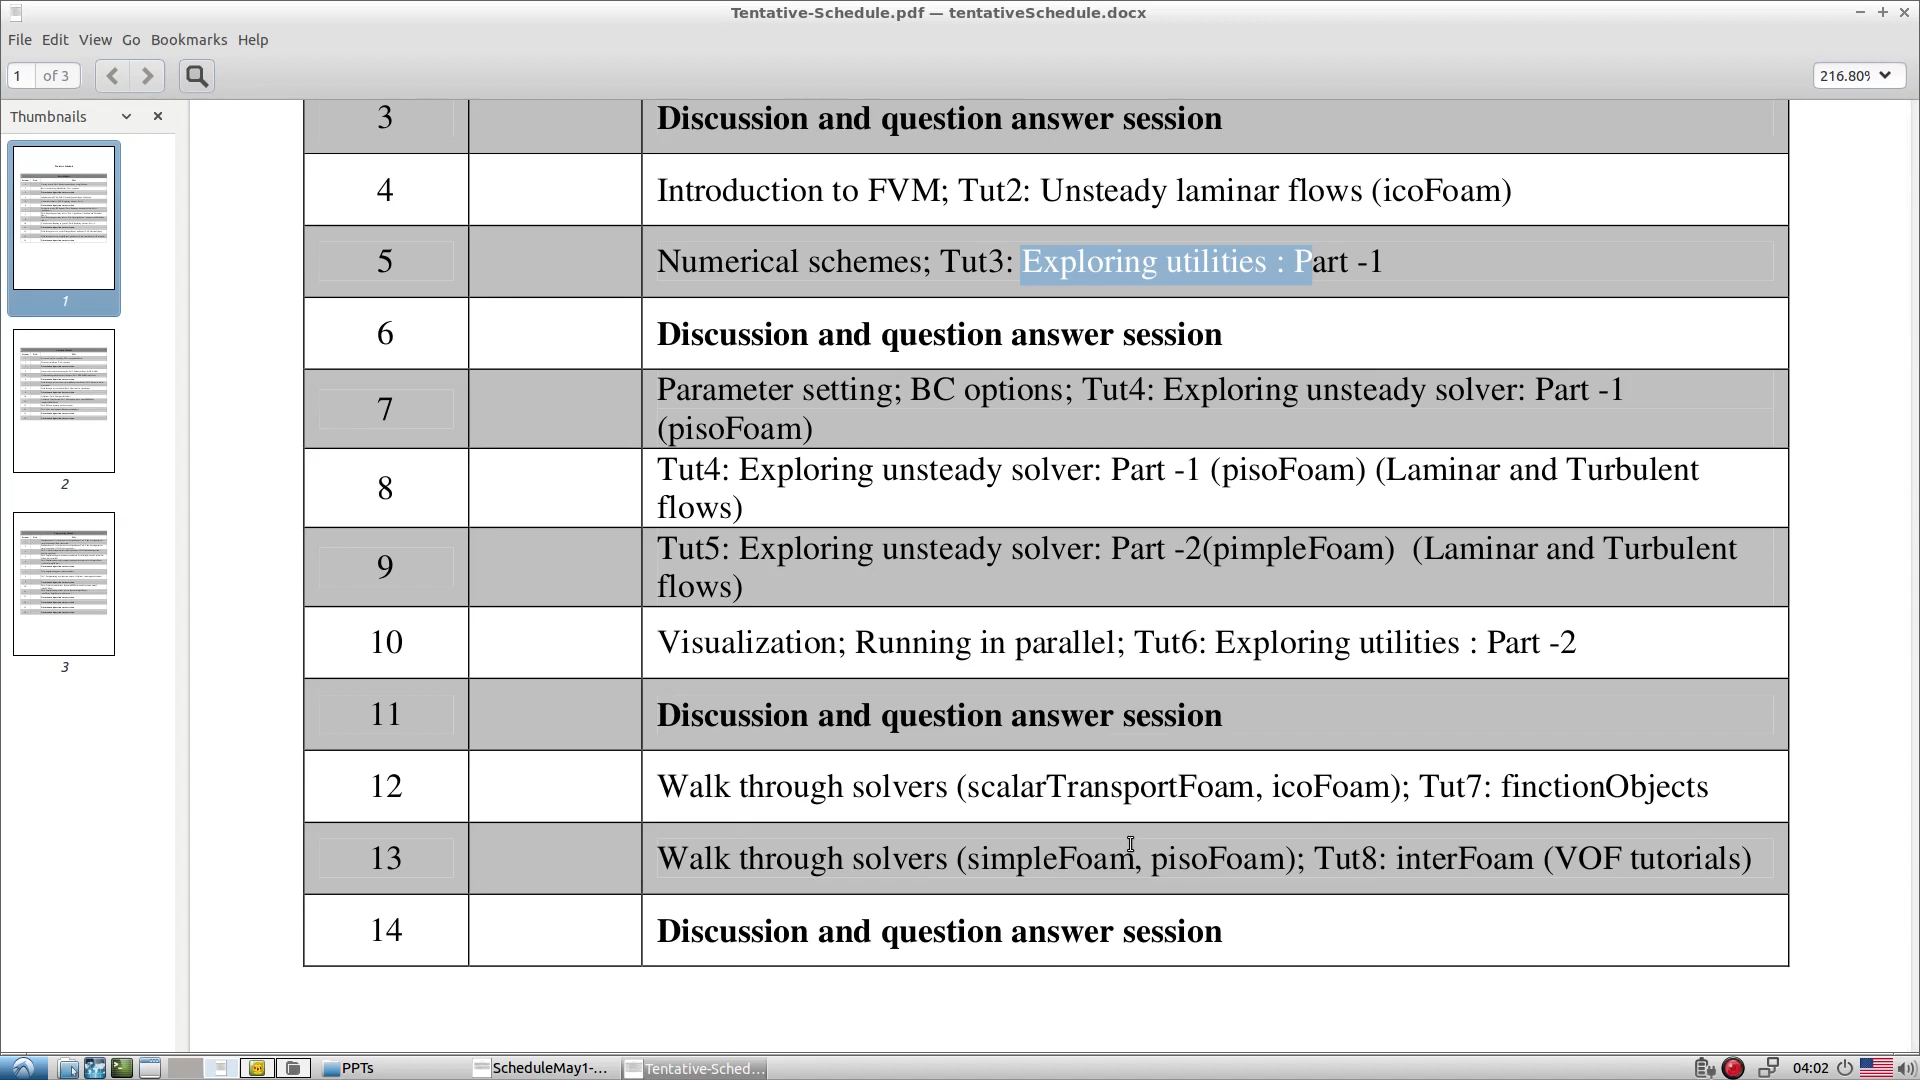 Tentative-Schedule.pdf — tentativeSchedule.docx
File Edit View Go Bookmarks Help
1 of 3
216.80%
Thumbnails
1
2
3
3 Discussion and question answer session
4 Introduction to FVM; Tut2: Unsteady laminar flows (icoFoam)
5 Numerical schemes; Tut3: Exploring utilities : Part -1
6 Discussion and question answer session
7 Parameter setting; BC options; Tut4: Exploring unsteady solver: Part -1
(pisoFoam)
8 Tut4: Exploring unsteady solver: Part -1 (pisoFoam) (Laminar and Turbulent
flows)
9 Tut5: Exploring unsteady solver: Part -2(pimpleFoam) (Laminar and Turbulent
flows)
10 Visualization; Running in parallel; Tut6: Exploring utilities : Part -2
11 Discussion and question answer session
12 Walk through solvers (scalarTransportFoam, icoFoam); Tut7: finctionObjects
13 Walk through solvers (simpleFoam, pisoFoam); Tut8: interFoam (VOF tutorials)
14 Discussion and question answer session
PPTs ScheduleMay1-... Tentative-Sched... 04:02